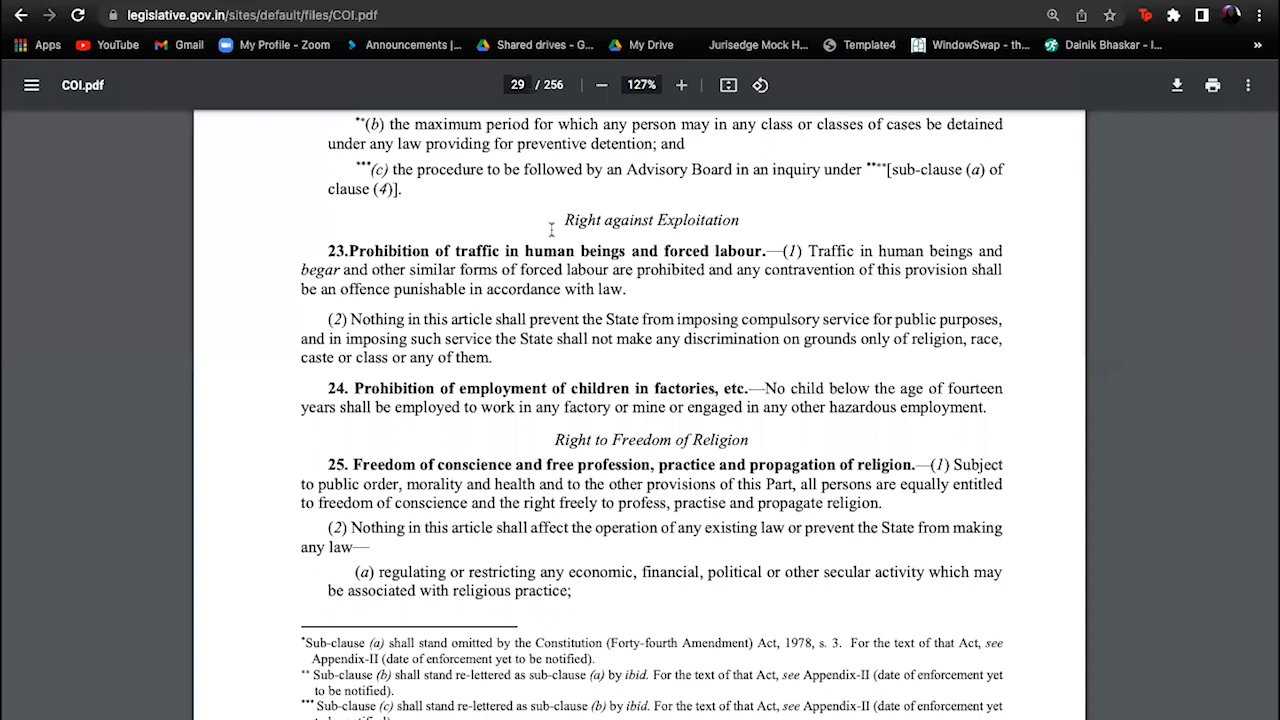 legislative.gov.in/sites/default/files/COI.pdf
Apps YouTube Gmail My Profile - Zoom Announcements |... Shared drives - G... My Drive Jurisedge Mock H... Template4 WindowSwap - th... Dainik Bhaskar - l... »
COI.pdf 29 / 256 127%
**(b) the maximum period for which any person may in any class or classes of cases be detained
under any law providing for preventive detention; and
***(c) the procedure to be followed by an Advisory Board in an inquiry under ****[sub-clause (a) of
clause (4)].
Right against Exploitation
23.Prohibition of traffic in human beings and forced labour.—(1) Traffic in human beings and
begar and other similar forms of forced labour are prohibited and any contravention of this provision shall
be an offence punishable in accordance with law.
(2) Nothing in this article shall prevent the State from imposing compulsory service for public purposes,
and in imposing such service the State shall not make any discrimination on grounds only of religion, race,
caste or class or any of them.
24. Prohibition of employment of children in factories, etc.—No child below the age of fourteen
years shall be employed to work in any factory or mine or engaged in any other hazardous employment.
Right to Freedom of Religion
25. Freedom of conscience and free profession, practice and propagation of religion.—(1) Subject
to public order, morality and health and to the other provisions of this Part, all persons are equally entitled
to freedom of conscience and the right freely to profess, practise and propagate religion.
(2) Nothing in this article shall affect the operation of any existing law or prevent the State from making
any law—
(a) regulating or restricting any economic, financial, political or other secular activity which may
be associated with religious practice;
*Sub-clause (a) shall stand omitted by the Constitution (Forty-fourth Amendment) Act, 1978, s. 3. For the text of that Act, see
Appendix-II (date of enforcement yet to be notified).
** Sub-clause (b) shall stand re-lettered as sub-clause (a) by ibid. For the text of that Act, see Appendix-II (date of enforcement yet
to be notified).
*** Sub-clause (c) shall stand re-lettered as sub-clause (b) by ibid. For the text of that Act, see Appendix-II (date of enforcement yet
to be notified).